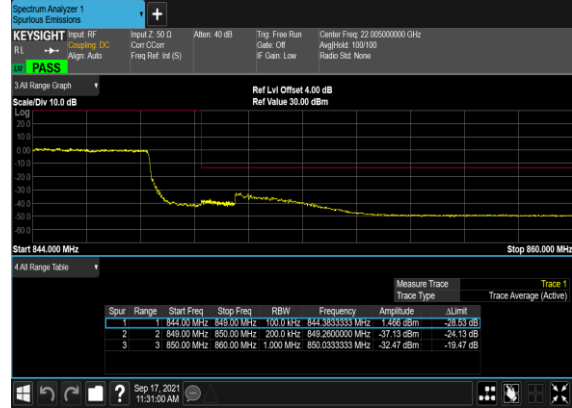 Spectrum Analyzer 1
Spurious Emissions
KEYSIGHT Input: RF Input Z: 50 Ω Atten: 40 dB Trig: Free Run Center Freq: 22.005000000 GHz
RL Coupling: DC Corr CCorr Gate: Off Avg|Hold: 100/100
Align: Auto Freq Ref: Int (S) IF Gain: Low Radio Std: None
LW PASS
3 All Range Graph
Ref Lvl Offset 4.00 dB
Scale/Div 10.0 dB Ref Value 30.00 dBm
Log
20.0
10.0
0.00
-10.0
-20.0
-30.0
-40.0
-50.0
-60.0
Start 844.000 MHz Stop 860.000 MHz
4 All Range Table
Measure Trace Trace 1
Trace Type Trace Average (Active)
Spur Range Start Freq Stop Freq RBW Frequency Amplitude ΔLimit
1 1 844.00 MHz 849.00 MHz 100.0 kHz 844.3833333 MHz 1.466 dBm -28.53 dB
2 2 849.00 MHz 850.00 MHz 200.0 kHz 849.2600000 MHz -37.13 dBm -24.13 dB
3 3 850.00 MHz 860.00 MHz 1.000 MHz 850.0333333 MHz -32.47 dBm -19.47 dB
? Sep 17, 2021
11:31:00 AM